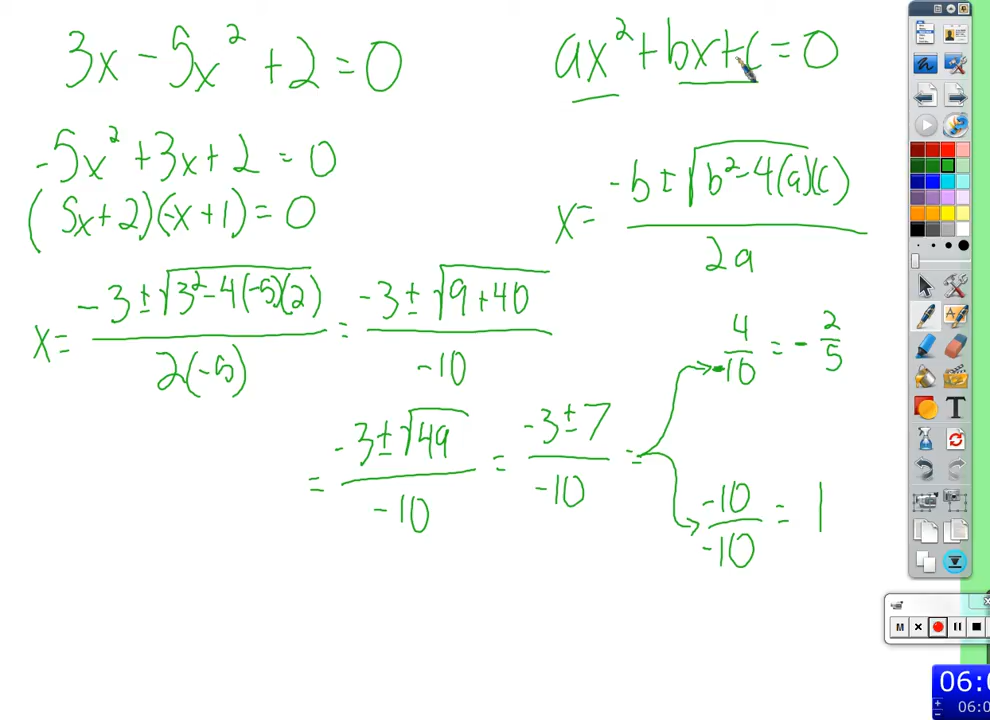 3x - 5x² + 2 = 0
ax² + bx + c = 0
-5x² + 3x + 2 = 0
(5x + 2)(-x + 1) = 0
x = (-b ± √(b² - 4(a)(c))) / 2a
x = (-3 ± √(3² - 4(-5)(2))) / 2(-5) = (-3 ± √(9 + 40)) / -10
= (-3 ± √49) / -10 = (-3 ± 7) / -10 =
4 / -10 = - 2/5
-10 / -10 = 1
T
M
06:
06: